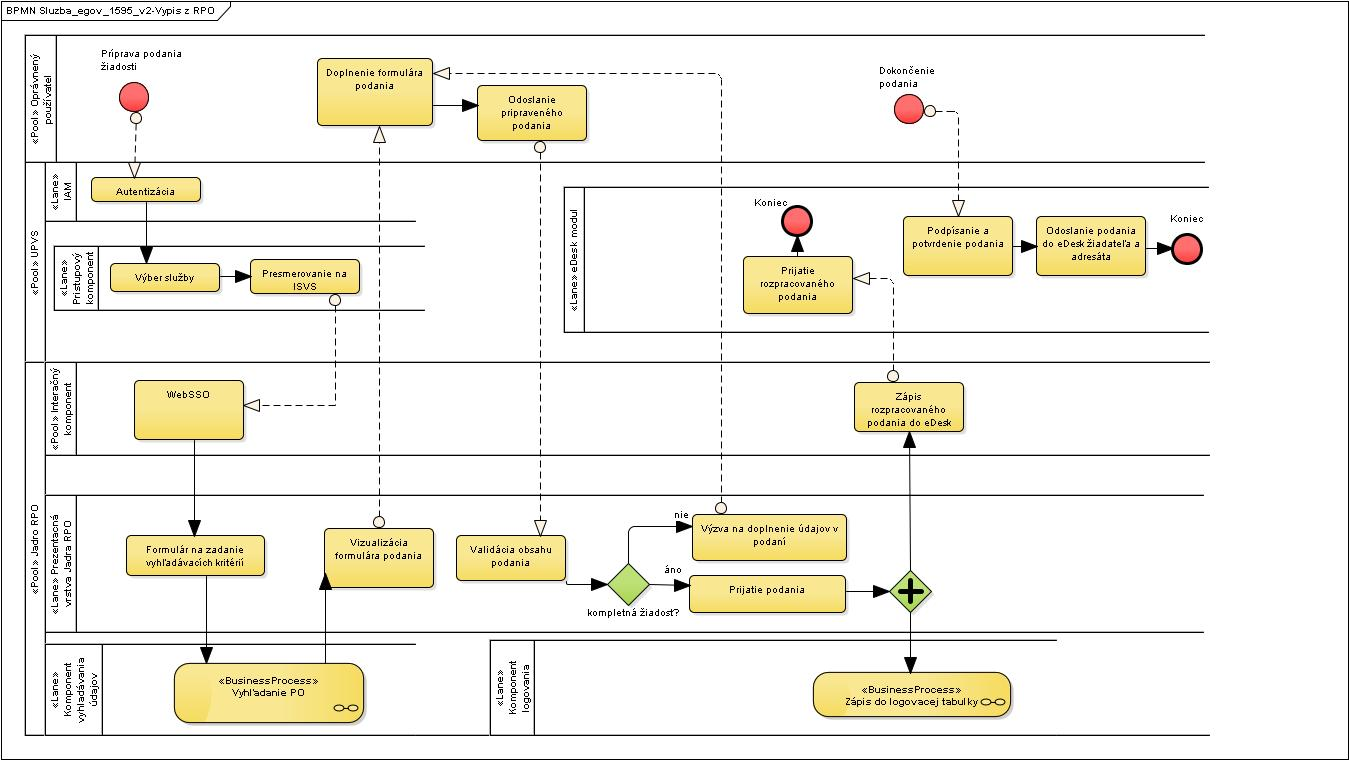 BPMN Sluzba_egov_1595_v2-Vypis z RPO
«Pool» Oprávnený
používateľ
Príprava podania
žiadosti
Doplnenie formulára
podania
Odoslanie
pripraveného
podania
Dokončenie
podania
«Pool» UPVS
«Lane»
IAM
Autentizácia
«Lane»
Prístupový
komponent
Výber služby
Presmerovanie na
ISVS
«Lane» eDesk modul
Koniec
Prijatie
rozpracovaného
podania
Podpísanie a
potvrdenie podania
Odoslanie podania
do eDesk žiadateľa a
adresáta
Koniec
«Pool» Jadro RPO
«Pool» Interačný
komponent
WebSSO
Zápis
rozpracovaného
podania do eDesk
«Lane» Prezentacná
vrstva Jadra RPO
Formulár na zadanie
vyhľadávacích kritérií
Vizualizácia
formulára podania
Validácia obsahu
podania
kompletná žiadosť?
nie
Výzva na doplnenie údajov v
podaní
áno
Prijatie podania
«Lane»
Komponent
vyhladávania
údajov
«BusinessProcess»
Vyhľadanie PO
«Lane»
Komponent
logovania
«BusinessProcess»
Zápis do logovacej tabulky